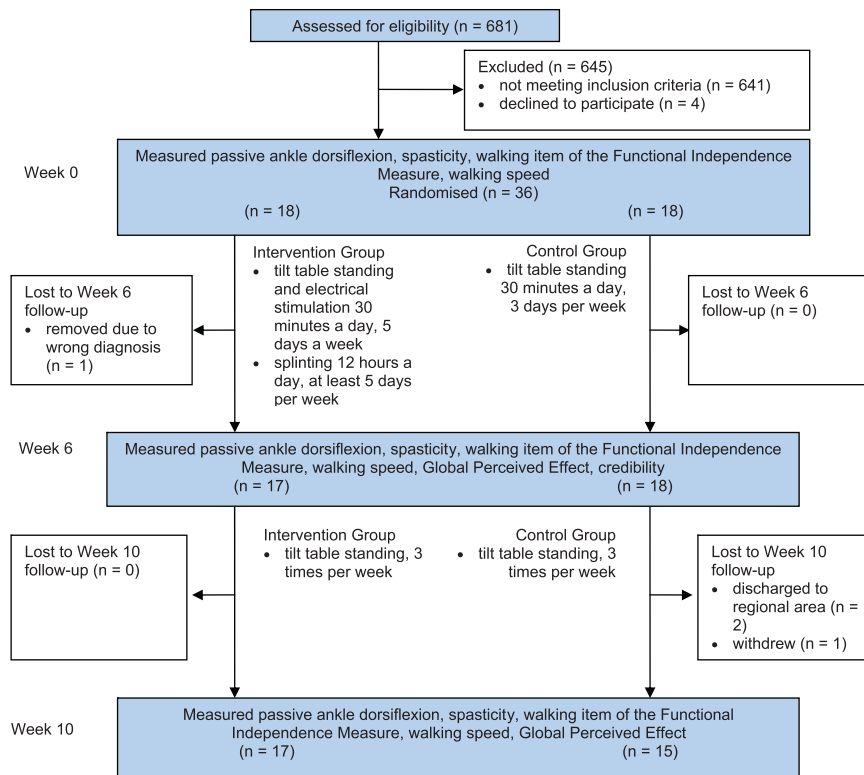 Assessed for eligibility (n = 681)
Excluded (n = 645)
• not meeting inclusion criteria (n = 641)
• declined to participate (n = 4)
Week 0
Measured passive ankle dorsiflexion, spasticity, walking item of the Functional Independence
Measure, walking speed
Randomised (n = 36)
(n = 18)
(n = 18)
Lost to Week 6
follow-up
• removed due to
wrong diagnosis
(n = 1)
Intervention Group
• tilt table standing
and electrical
stimulation 30
minutes a day, 5
days a week
• splinting 12 hours a
day, at least 5 days
per week
Control Group
• tilt table standing
30 minutes a day,
3 days per week
Lost to Week 6
follow-up (n = 0)
Week 6
Measured passive ankle dorsiflexion, spasticity, walking item of the Functional Independence
Measure, walking speed, Global Perceived Effect, credibility
(n = 17)
(n = 18)
Lost to Week 10
follow-up (n = 0)
Intervention Group
• tilt table standing, 3
times per week
Control Group
• tilt table standing, 3
times per week
Lost to Week 10
follow-up
• discharged to
regional area (n =
2)
• withdrew (n = 1)
Week 10
Measured passive ankle dorsiflexion, spasticity, walking item of the Functional
Independence Measure, walking speed, Global Perceived Effect
(n = 17)
(n = 15)